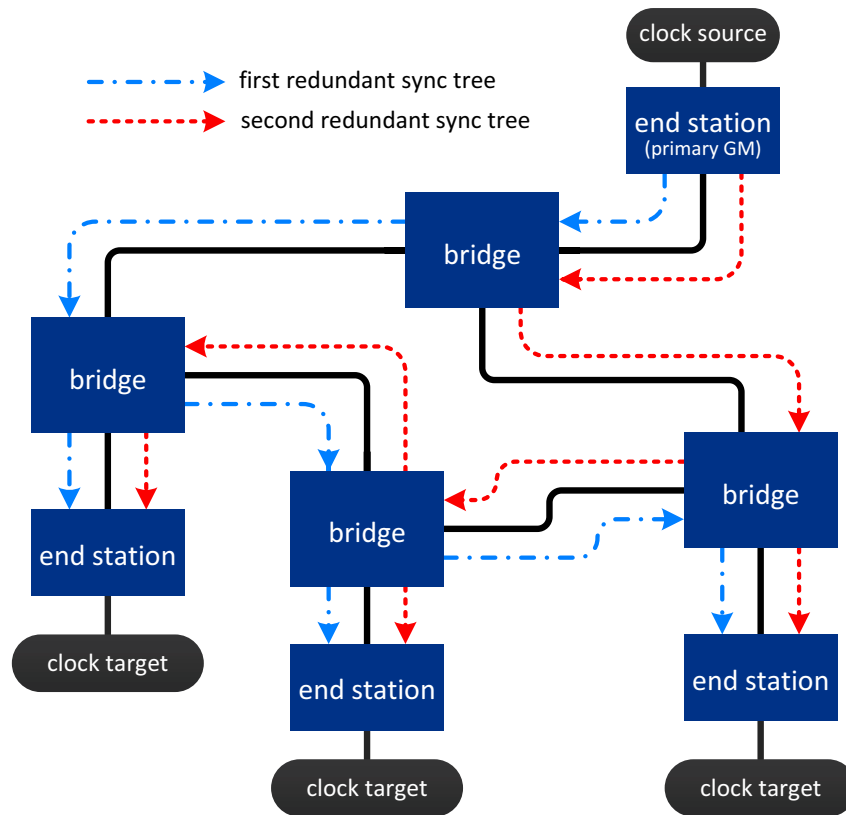 clock source
first redundant sync tree
second redundant sync tree
end station
(primary GM)
bridge
bridge
bridge
bridge
end station
end station
end station
clock target
clock target
clock target